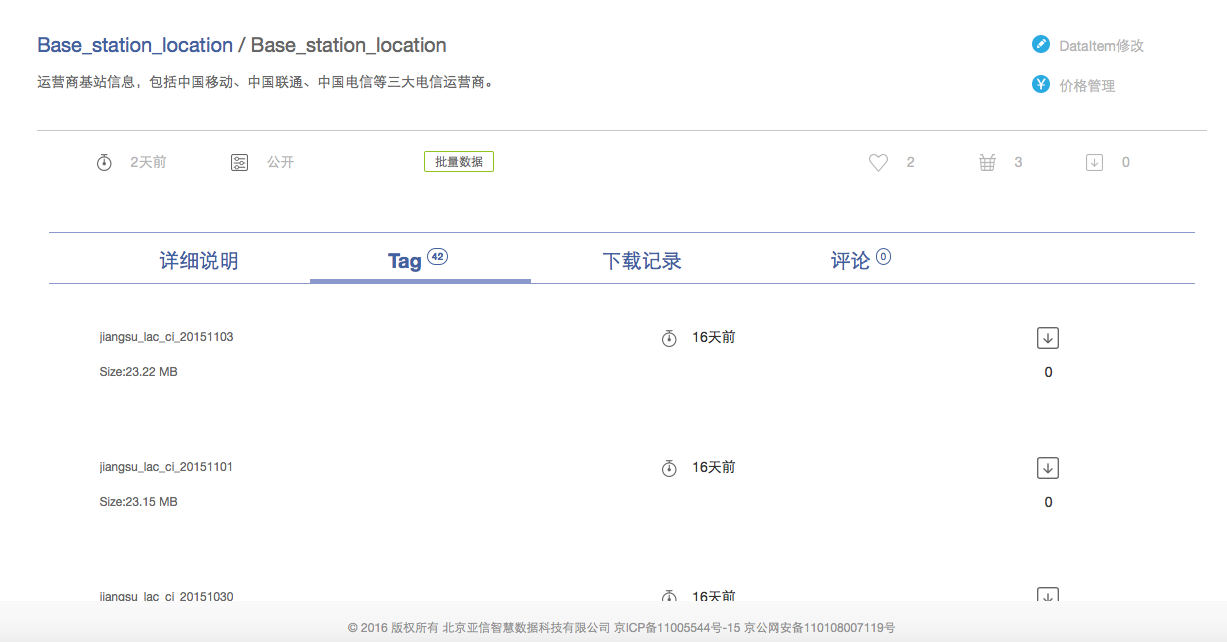 Base_station_location / Base_station_location
DataItem修改
运营商基站信息，包括中国移动、中国联通、中国电信等三大电信运营商。
价格管理
2天前 公开 批量数据 2 3 0
详细说明 Tag 42 下载记录 评论 0
jiangsu_lac_ci_20151103 16天前
Size:23.22 MB 0
jiangsu_lac_ci_20151101 16天前
Size:23.15 MB 0
jiangsu_lac_ci_20151030 16天前
© 2016 版权所有 北京亚信智慧数据科技有限公司 京ICP备11005544号-15 京公网安备110108007119号